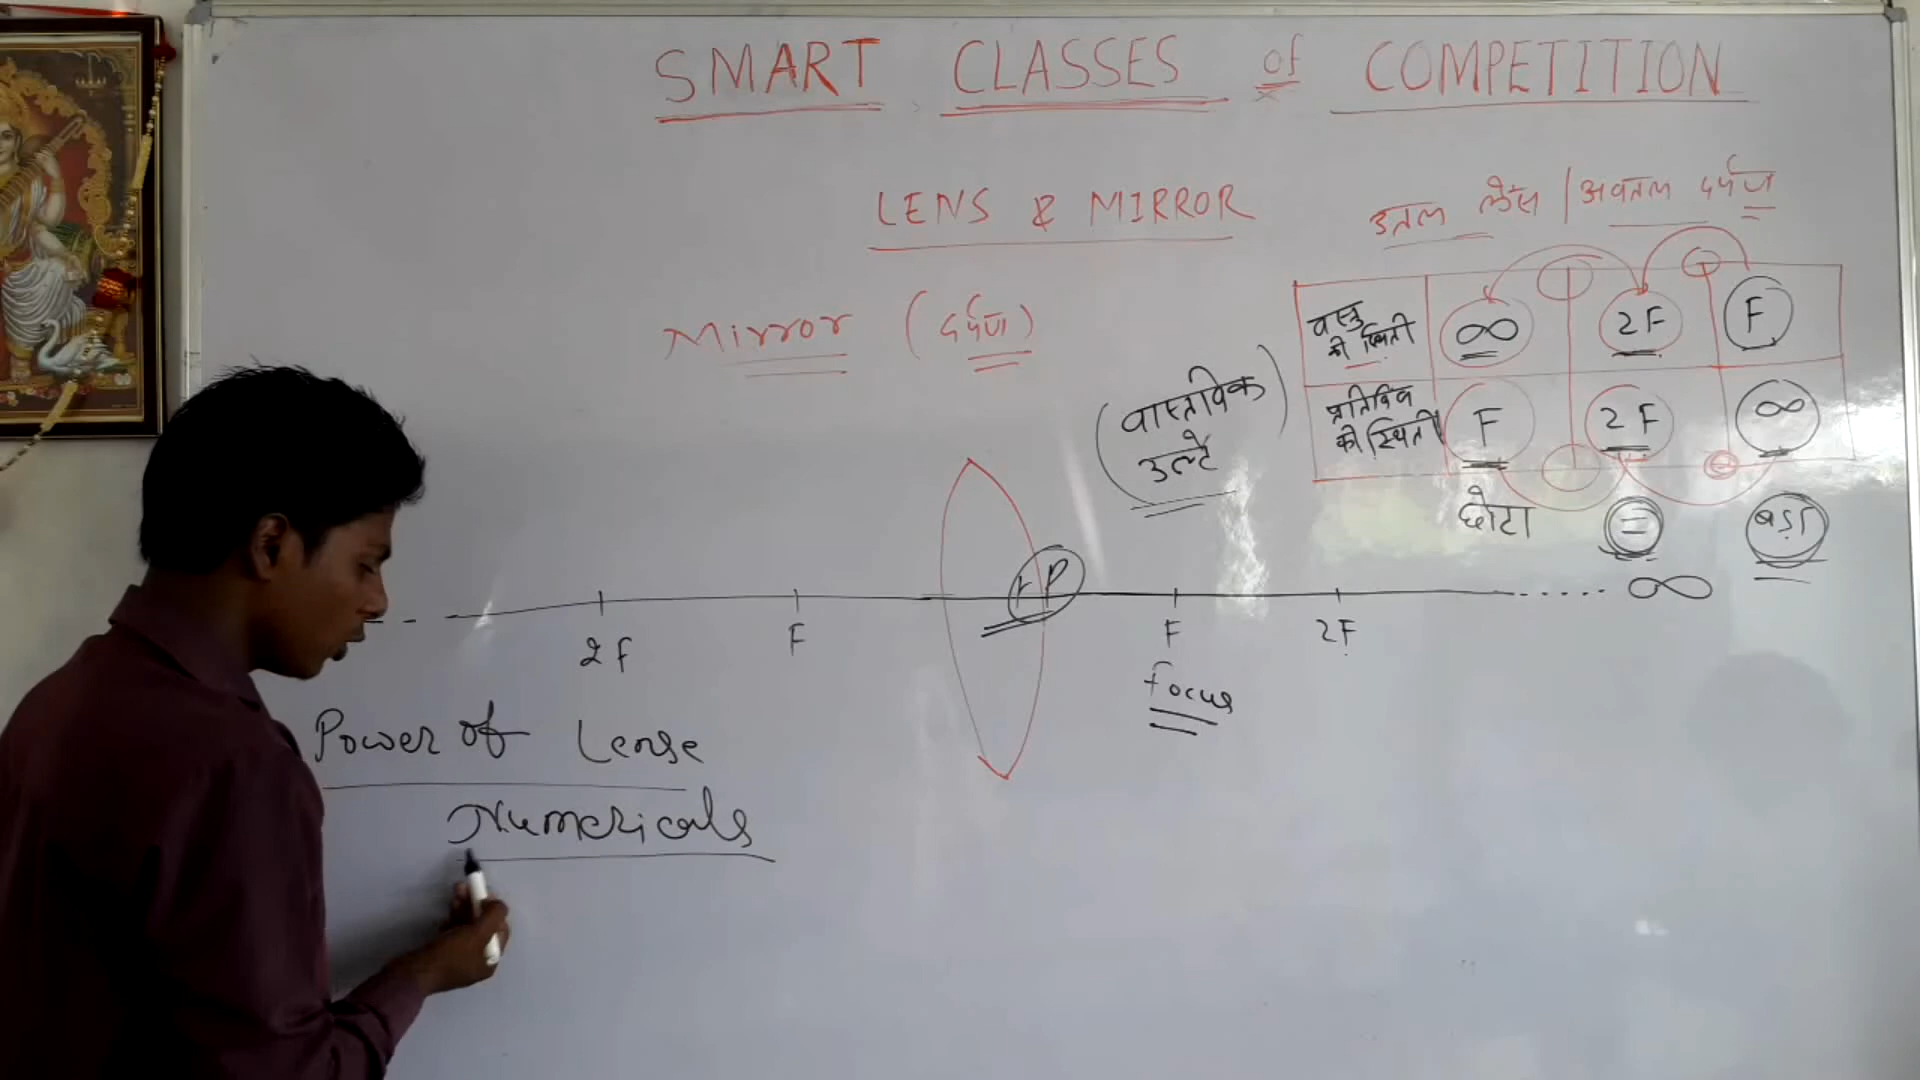 SMART CLASSES of COMPETITION
LENS & MIRROR
उत्तल लेंस / अवतल दर्पण
Mirror (दर्पण)
वस्तु की स्थिती ∞ 2F F
प्रतिबिंब की स्थिती F 2F ∞
छोटा = बड़ा
(वास्तविक
उल्टे)
P
2F F F 2F ∞
focus
Power of Lense
Numericals